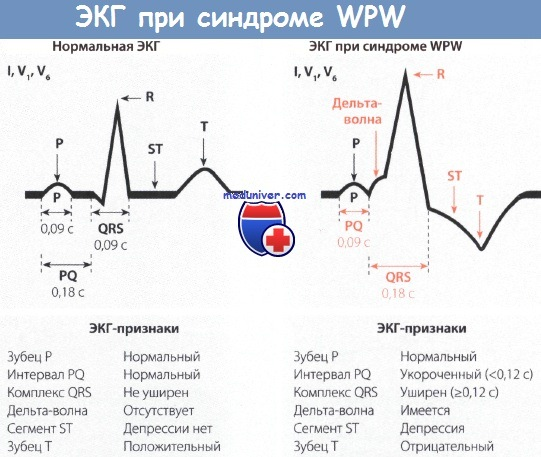 ЭКГ при синдроме WPW
Нормальная ЭКГ
ЭКГ при синдроме WPW
I, V1, V6
R
P
ST
T
P
0,09 с
QRS
0,09 с
PQ
0,18 с
meduniver.com
I, V1, V6
R
Дельта-
волна
P
ST
T
P
PQ
0,09 с
QRS
0,18 с
ЭКГ-признаки
Зубец P Нормальный
Интервал PQ Нормальный
Комплекс QRS Не уширен
Дельта-волна Отсутствует
Сегмент ST Депрессии нет
Зубец T Положительный
ЭКГ-признаки
Зубец P Нормальный
Интервал PQ Укороченный (<0,12 с)
Комплекс QRS Уширен (≥0,12 с)
Дельта-волна Имеется
Сегмент ST Депрессия
Зубец T Отрицательный